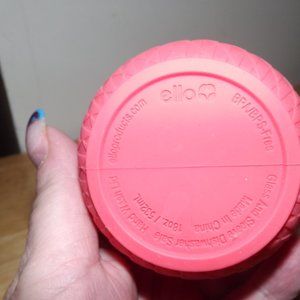 ello
BPA/BPS-Free
elloproducts.com
Glass And Sleeve Dishwasher Safe
Hand Wash Lid
Made In China
18oz. / 532mL